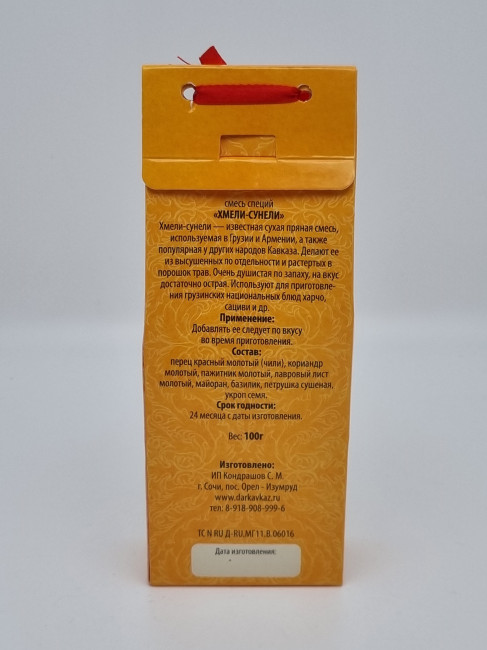 смесь специй
«ХМЕЛИ-СУНЕЛИ»
Хмели-сунели — известная сухая пряная смесь,
используемая в Грузии и Армении, а также
популярная у других народов Кавказа. Делают ее
из высушенных по отдельности и растертых в
порошок трав. Очень душистая по запаху, на вкус
достаточно острая. Используют для приготовле-
ния грузинских национальных блюд харчо,
сациви и др.
Применение:
Добавлять ее следует по вкусу
во время приготовления.
Состав:
перец красный молотый (чили), кориандр
молотый, пажитник молотый, лавровый лист
молотый, майоран, базилик, петрушка сушеная,
укроп семя.
Срок годности:
24 месяца с даты изготовления.
Вес: 100г
Изготовлено:
ИП Кондрашов С. М.
г. Сочи, пос. Орел - Изумруд
www.darkavkaz.ru
тел: 8-918-908-999-6
ТС N RU Д-RU.МГ11.В.06016
Дата изготовления: